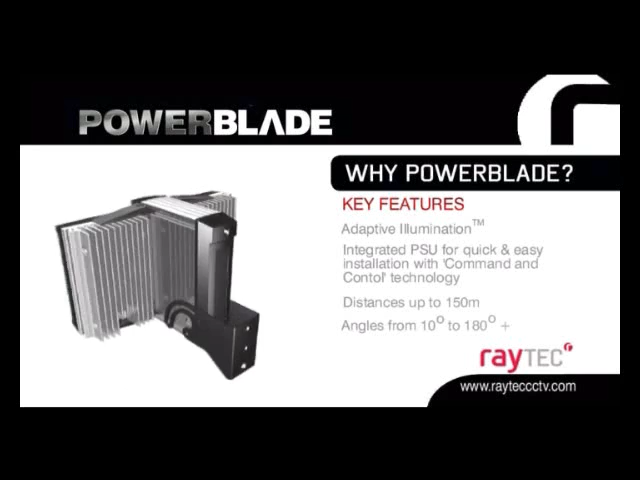 POWERBLADE
WHY POWERBLADE?
KEY FEATURES
Adaptive Illumination™
Integrated PSU for quick & easy
installation with 'Command and
Contol' technology
Distances up to 150m
Angles from 10° to 180° +
rayTEC
www.rayteccctv.com